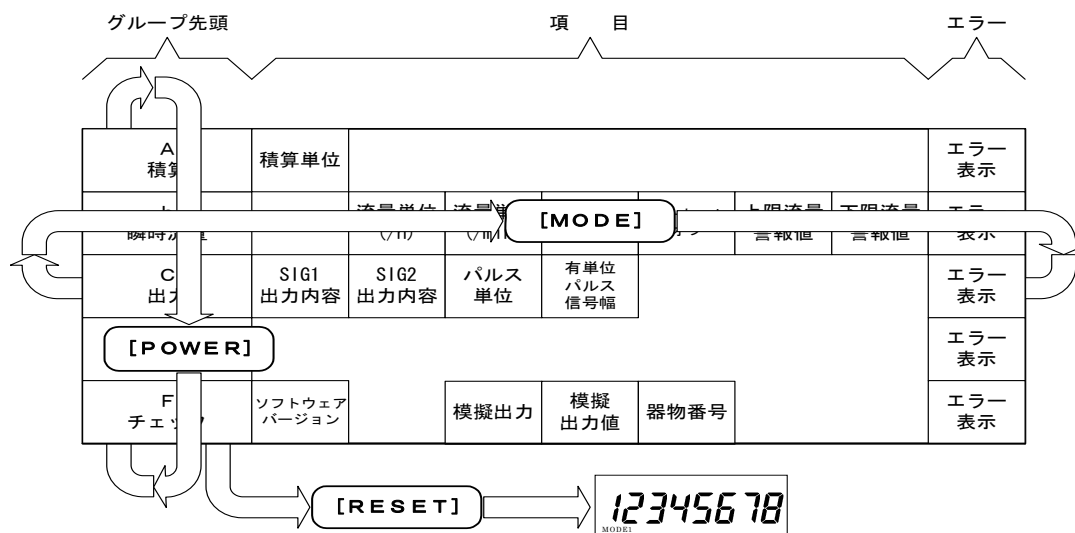 グループ先頭
項 目
エラー
A
積算
積算単位
エラー
表示
流量単位
(/h)
[MODE]
上限流量
警報値
下限流量
警報値
エラー
表示
C
出力
SIG1
出力内容
SIG2
出力内容
パルス
単位
有単位
パルス
信号幅
エラー
表示
[POWER]
エラー
表示
F
チェック
ソフトウェア
バージョン
模擬出力
模擬
出力値
器物番号
エラー
表示
[RESET]
12345678
MODE1